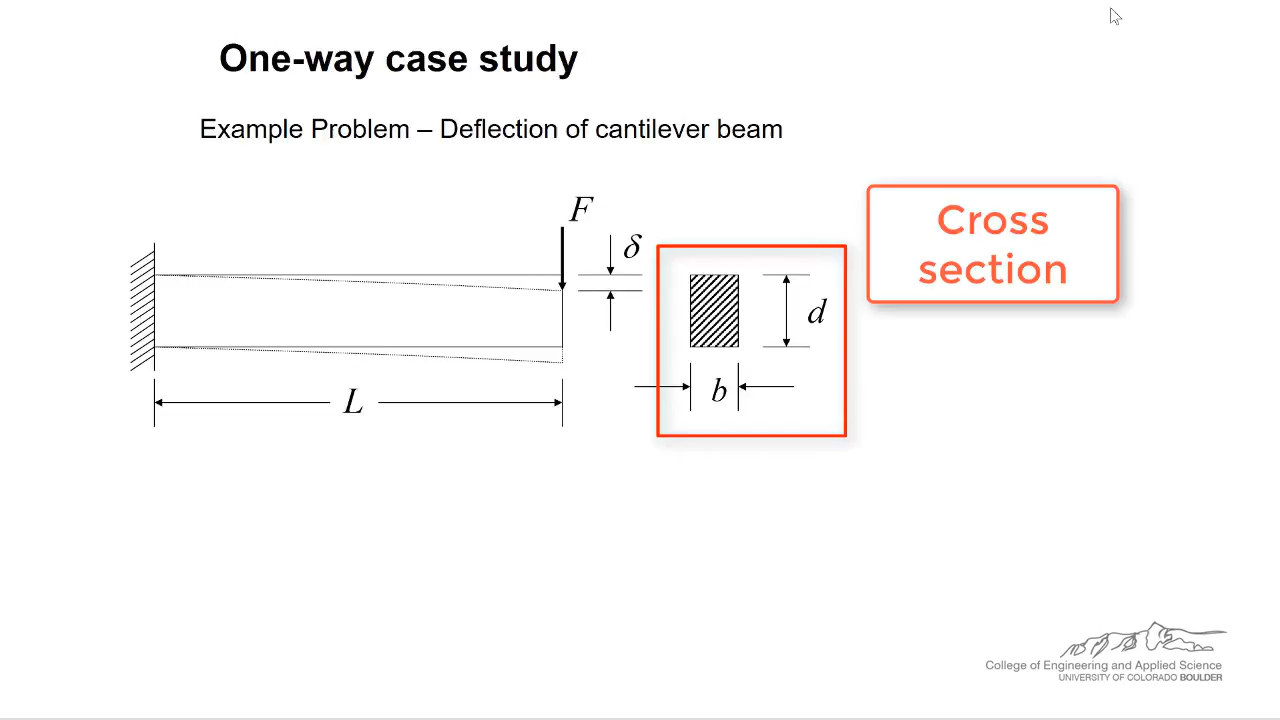 One-way case study
Example Problem – Deflection of cantilever beam
F
δ
Cross
section
d
b
L
College of Engineering and Applied Science
UNIVERSITY OF COLORADO BOULDER